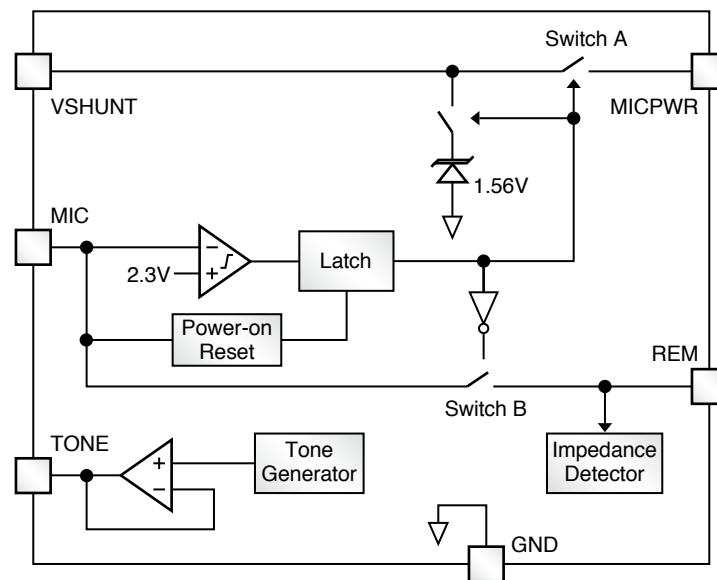 Switch A
VSHUNT
MICPWR
1.56V
MIC
−
2.3V
+
Latch
Power-on
Reset
REM
Switch B
TONE
+
−
Tone
Generator
Impedance
Detector
GND